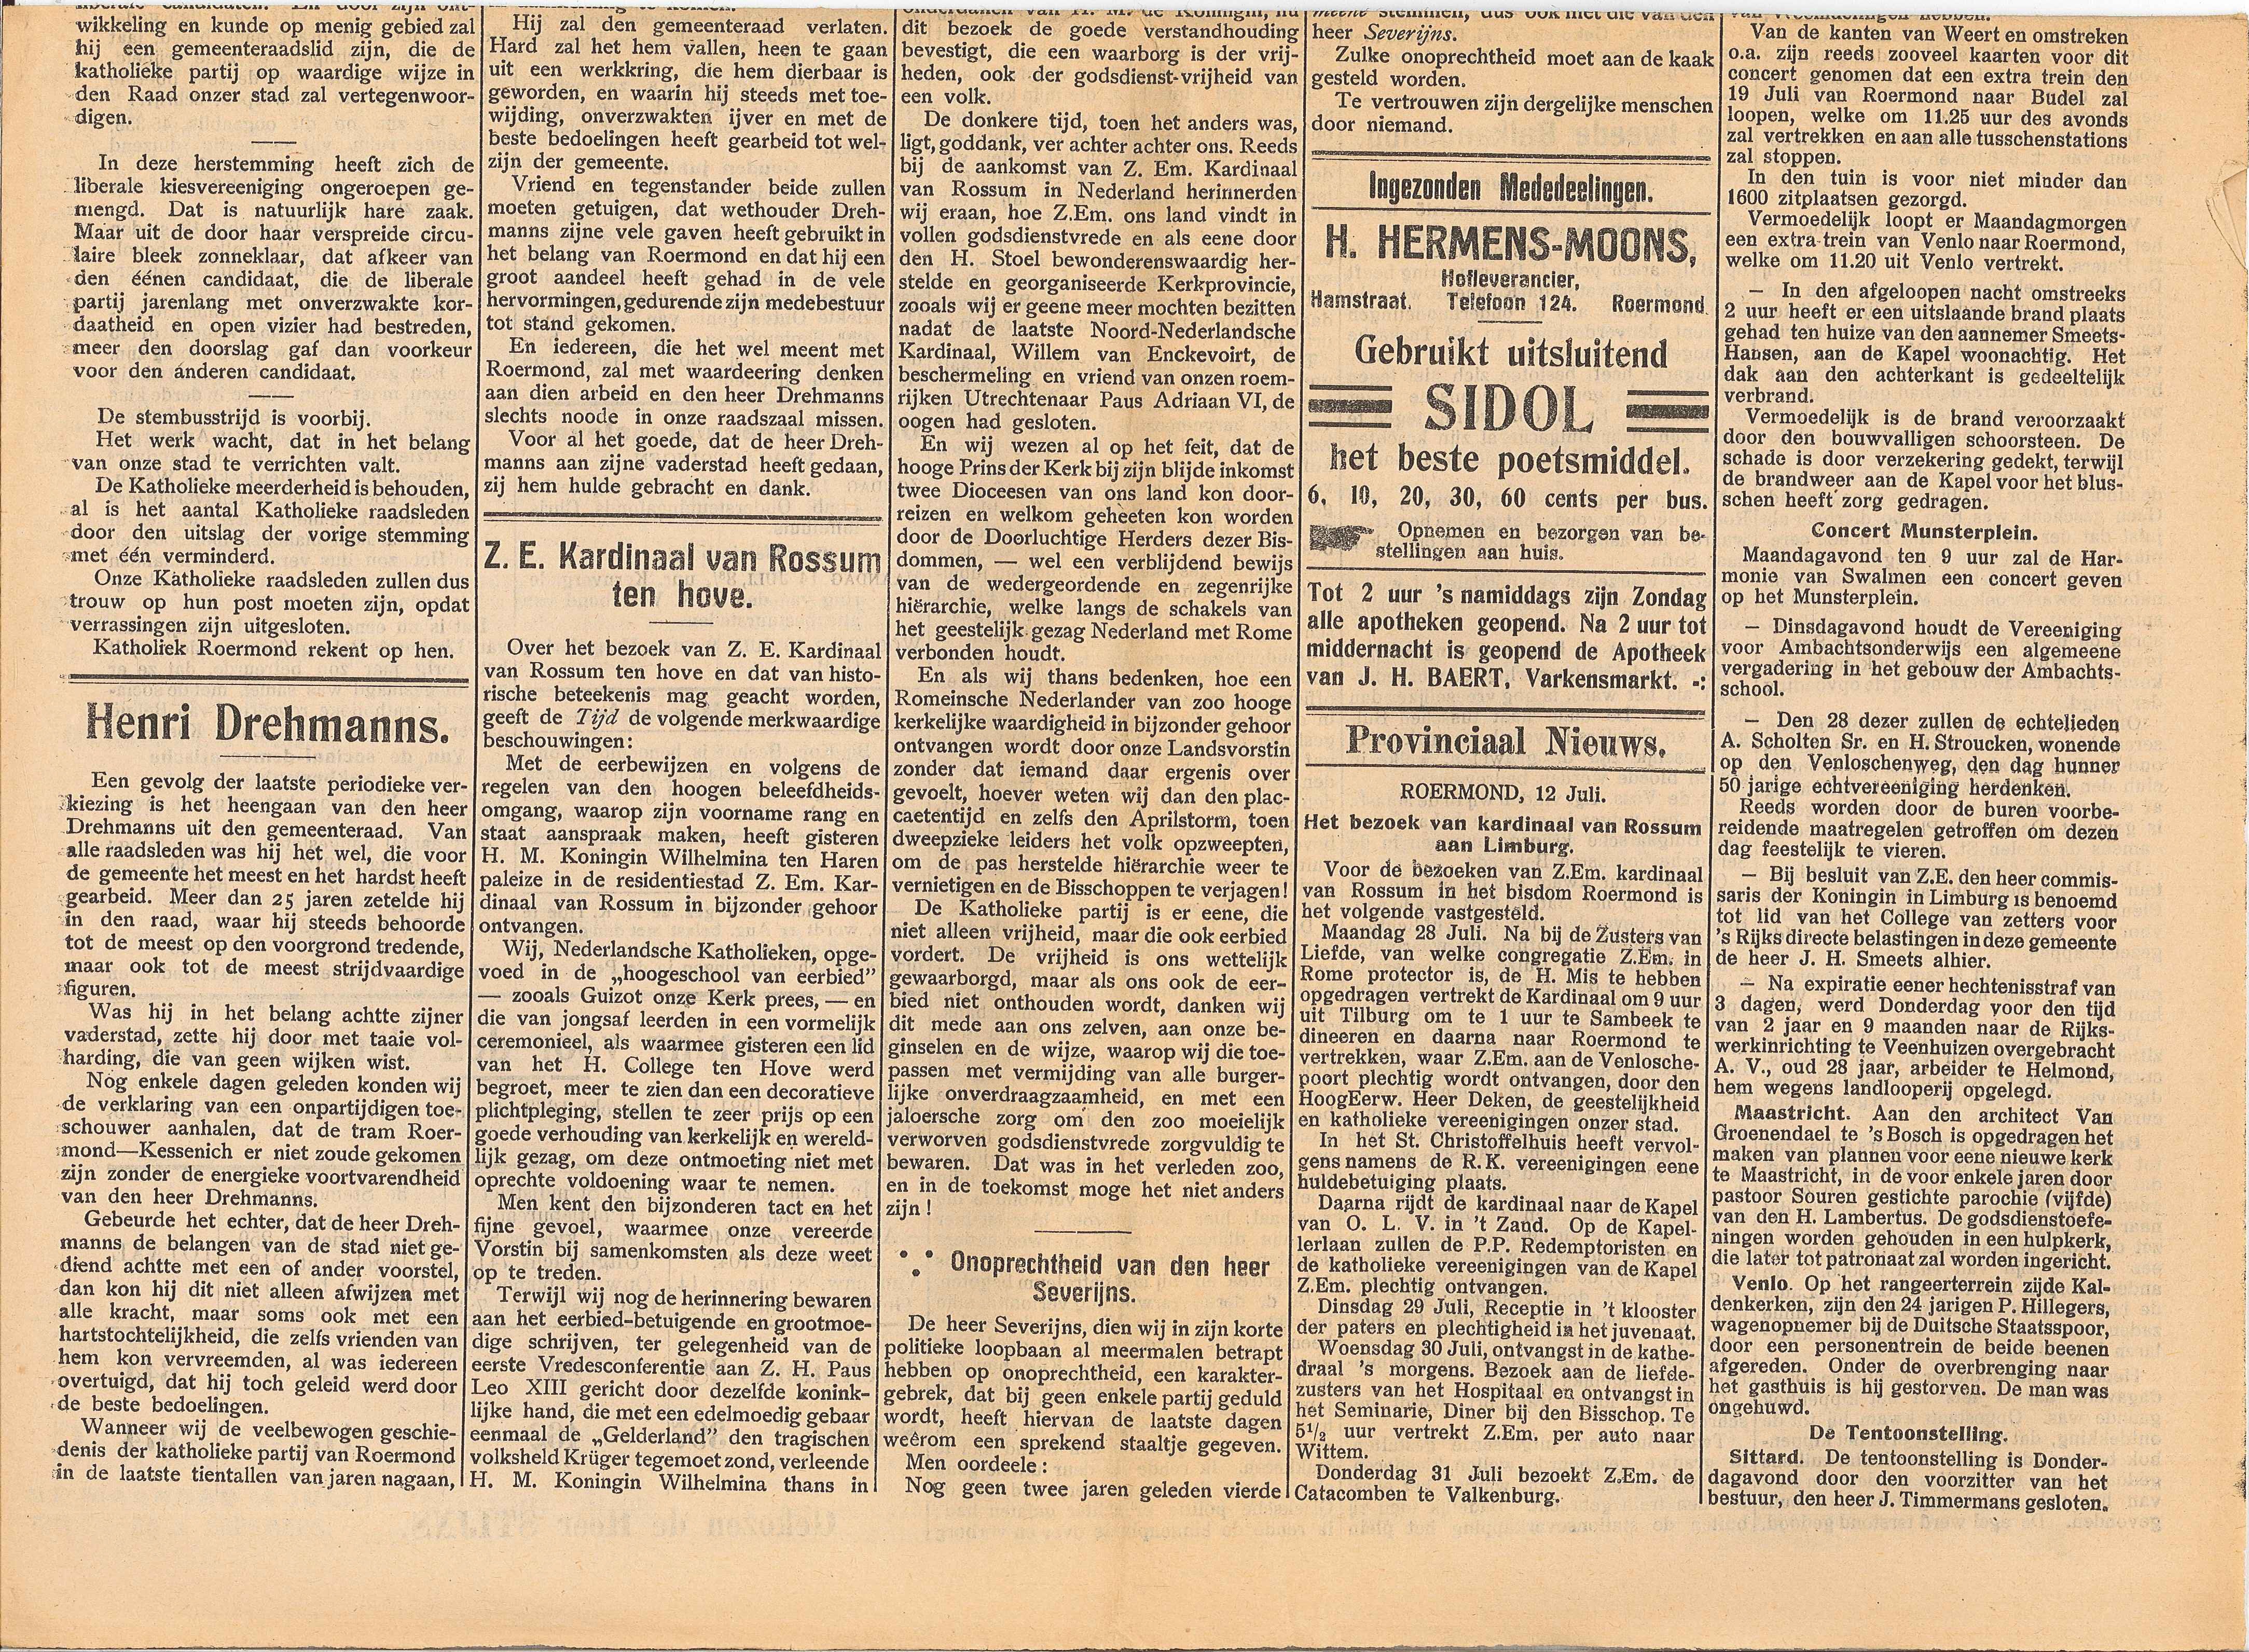 wikkeling en kunde op menig gebied zal
hij een gemeenteraadslid zijn, die de
katholieke partij op waardige wijze in
den Raad onzer stad zal vertegenwoor-
digen.
In deze herstemming heeft zich de
liberale kiesvereeniging ongeroepen ge-
mengd. Dat is natuurlijk hare zaak.
Maar uit de door haar verspreide circu-
laire bleek zonneklaar, dat afkeer van
den éénen candidaat, die de liberale
partij jarenlang met onverzwakte kor-
daatheid en open vizier had bestreden,
meer den doorslag gaf dan voorkeur
voor den anderen candidaat.
De stembusstrijd is voorbij.
Het werk wacht, dat in het belang
van onze stad te verrichten valt.
De Katholieke meerderheid is behouden,
al is het aantal Katholieke raadsleden
door den uitslag der vorige stemming
met één verminderd.
Onze Katholieke raadsleden zullen dus
trouw op hun post moeten zijn, opdat
verrassingen zijn uitgesloten.
Katholiek Roermond rekent op hen.
Henri Drehmanns.
Een gevolg der laatste periodieke ver-
kiezing is het heengaan van den heer
Drehmanns uit den gemeenteraad. Van
alle raadsleden was hij het wel, die voor
de gemeente het meest en het hardst heeft
gearbeid. Meer dan 25 jaren zetelde hij
in den raad, waar hij steeds behoorde
tot de meest op den voorgrond tredende,
maar ook tot de meest strijdvaardige
figuren.
Was hij in het belang achtte zijner
vaderstad, zette hij door met taaie vol-
harding, die van geen wijken wist.
Nóg enkele dagen geleden konden wij
de verklaring van een onpartijdigen toe-
schouwer aanhalen, dat de tram Roer-
mond—Kessenich er niet zoude gekomen
zijn zonder de energieke voortvarendheid
van den heer Drehmanns.
Gebeurde het echter, dat de heer Dreh-
manns de belangen van de stad niet ge-
diend achtte met een of ander voorstel,
dan kon hij dit niet alleen afwijzen met
alle kracht, maar soms ook met een
hartstochtelijkheid, die zelfs vrienden van
hem kon vervreemden, al was iedereen
overtuigd, dat hij toch geleid werd door
de beste bedoelingen.
Wanneer wij de veelbewogen geschie-
denis der katholieke partij van Roermond
in de laatste tientallen van jaren nagaan,
Hij zal den gemeenteraad verlaten.
Hard zal het hem vallen, heen te gaan
uit een werkkring, die hem dierbaar is
geworden, en waarin hij steeds met toe-
wijding, onverzwakten ijver en met de
beste bedoelingen heeft gearbeid tot wel-
zijn der gemeente.
Vriend en tegenstander beide zullen
moeten getuigen, dat wethouder Dreh-
manns zijne vele gaven heeft gebruikt in
het belang van Roermond en dat hij een
groot aandeel heeft gehad in de vele
hervormingen, gedurende zijn medebestuur
tot stand gekomen.
En iedereen, die het wel meent met
Roermond, zal met waardeering denken
aan dien arbeid en den heer Drehmanns
slechts noode in onze raadszaal missen.
Voor al het goede, dat de heer Dreh-
manns aan zijne vaderstad heeft gedaan,
zij hem hulde gebracht en dank.
Z. E. Kardinaal van Rossum
ten hove.
Over het bezoek van Z. E. Kardinaal
van Rossum ten hove en dat van histo-
rische beteekenis mag geacht worden,
geeft de Tijd de volgende merkwaardige
beschouwingen:
Met de eerbewijzen en volgens de
regelen van den hoogen beleefdheids-
omgang, waarop zijn voorname rang en
staat aanspraak maken, heeft gisteren
H. M. Koningin Wilhelmina ten Haren
paleize in de residentiestad Z. Em. Kar-
dinaal van Rossum in bijzonder gehoor
ontvangen.
Wij, Nederlandsche Katholieken, opge-
voed in de „hoogeschool van eerbied”
— zooals Guizot onze Kerk prees, — en
die van jongsaf leerden in een vormelijk
ceremonieel, als waarmee gisteren een lid
van het H. College ten Hove werd
begroet, meer te zien dan een decoratieve
plichtpleging, stellen te zeer prijs op een
goede verhouding van kerkelijk en wereld-
lijk gezag, om deze ontmoeting niet met
oprechte voldoening waar te nemen.
Men kent den bijzonderen tact en het
fijne gevoel, waarmee onze vereerde
Vorstin bij samenkomsten als deze weet
op te treden.
Terwijl wij nog de herinnering bewaren
aan het eerbied-betuigende en grootmoe-
dige schrijven, ter gelegenheid van de
eerste Vredesconferentie aan Z. H. Paus
Leo XIII gericht door dezelfde konink-
lijke hand, die met een edelmoedig gebaar
eenmaal de „Gelderland” den tragischen
volksheld Krüger tegemoet zond, verleende
H. M. Koningin Wilhelmina thans in
onderdanen van H. M. de Koningin, nu
dit bezoek de goede verstandhouding
bevestigt, die een waarborg is der vrij-
heden, ook der godsdienst-vrijheid van
een volk.
De donkere tijd, toen het anders was,
ligt, goddank, ver achter achter ons. Reeds
bij de aankomst van Z. Em. Kardinaal
van Rossum in Nederland herinnerden
wij eraan, hoe Z.Em. ons land vindt in
vollen godsdienstvrede en als eene door
den H. Stoel bewonderenswaardig her-
stelde en georganiseerde Kerkprovincie,
zooals wij er geene meer mochten bezitten
nadat de laatste Noord-Nederlandsche
Kardinaal, Willem van Enckevoirt, de
beschermeling en vriend van onzen roem-
rijken Utrechtenaar Paus Adriaan VI, de
oogen had gesloten.
En wij wezen al op het feit, dat de
hooge Prins der Kerk bij zijn blijde inkomst
twee Dioceesen van ons land kon door-
reizen en welkom geheeten kon worden
door de Doorluchtige Herders dezer Bis-
dommen, — wel een verblijdend bewijs
van de wedergeordende en zegenrijke
hiërarchie, welke langs de schakels van
het geestelijk gezag Nederland met Rome
verbonden houdt.
En als wij thans bedenken, hoe een
Romeinsche Nederlander van zoo hooge
kerkelijke waardigheid in bijzonder gehoor
ontvangen wordt door onze Landsvorstin
zonder dat iemand daar ergenis over
gevoelt, hoever weten wij dan den plac-
caetentijd en zelfs den Aprilstorm, toen
dweepzieke leiders het volk opzweepten,
om de pas herstelde hiërarchie weer te
vernietigen en de Bisschoppen te verjagen!
De Katholieke partij is er eene, die
niet alleen vrijheid, maar die ook eerbied
vordert. De vrijheid is ons wettelijk
gewaarborgd, maar als ons ook de eer-
bied niet onthouden wordt, danken wij
dit mede aan ons zelven, aan onze be-
ginselen en de wijze, waarop wij die toe-
passen met vermijding van alle burger-
lijke onverdraagzaamheid, en met een
jaloersche zorg om den zoo moeielijk
verworven godsdienstvrede zorgvuldig te
bewaren. Dat was in het verleden zoo,
en in de toekomst moge het niet anders
zijn!
Onoprechtheid van den heer
Severijns.
De heer Severijns, dien wij in zijn korte
politieke loopbaan al meermalen betrapt
hebben op onoprechtheid, een karakter-
gebrek, dat bij geen enkele partij geduld
wordt, heeft hiervan de laatste dagen
weêrom een sprekend staaltje gegeven.
Men oordeele:
Nog geen twee jaren geleden vierde
meene stemmen, dus ook met die van den
heer Severijns.
Zulke onoprechtheid moet aan de kaak
gesteld worden.
Te vertrouwen zijn dergelijke menschen
door niemand.
Ingezonden Mededeelingen.
H. HERMENS-MOONS,
Hofleverancier,
Hamstraat. Telefoon 124. Roermond
Gebruikt uitsluitend
SIDOL
het beste poetsmiddel.
6, 10, 20, 30, 60 cents per bus.
Opnemen en bezorgen van be-
stellingen aan huis.
Tot 2 uur 's namiddags zijn Zondag
alle apotheken geopend. Na 2 uur tot
middernacht is geopend de Apotheek
van J. H. BAERT, Varkensmarkt. -:
Provinciaal Nieuws.
ROERMOND, 12 Juli.
Het bezoek van kardinaal van Rossum
aan Limburg.
Voor de bezoeken van Z.Em. kardinaal
van Rossum in het bisdom Roermond is
het volgende vastgesteld.
Maandag 28 Juli. Na bij de Zusters van
Liefde, van welke congregatie Z.Em. in
Rome protector is, de H. Mis te hebben
opgedragen vertrekt de Kardinaal om 9 uur
uit Tilburg om te 1 uur te Sambeek te
dineeren en daarna naar Roermond te
vertrekken, waar Z.Em. aan de Venlosche-
poort plechtig wordt ontvangen, door den
HoogEerw. Heer Deken, de geestelijkheid
en katholieke vereenigingen onzer stad.
In het St. Christoffelhuis heeft vervol-
gens namens de R.K. vereenigingen eene
huldebetuiging plaats.
Daarna rijdt de kardinaal naar de Kapel
van O. L. V. in 't Zand. Op de Kapel-
lerlaan zullen de P.P. Redemptoristen en
de katholieke vereenigingen van de Kapel
Z.Em. plechtig ontvangen.
Dinsdag 29 Juli, Receptie in 't klooster
der paters en plechtigheid in het juvenaat.
Woensdag 30 Juli, ontvangst in de kathe-
draal 's morgens. Bezoek aan de liefde-
zusters van het Hospitaal en ontvangst in
het Seminarie, Diner bij den Bisschop. Te
5½ uur vertrekt Z.Em. per auto naar
Wittem.
Donderdag 31 Juli bezoekt Z.Em. de
Catacomben te Valkenburg.
Van de kanten van Weert en omstreken
o.a. zijn reeds zooveel kaarten voor dit
concert genomen dat een extra trein den
19 Juli van Roermond naar Budel zal
loopen, welke om 11.25 uur des avonds
zal vertrekken en aan alle tusschenstations
zal stoppen.
In den tuin is voor niet minder dan
1600 zitplaatsen gezorgd.
Vermoedelijk loopt er Maandagmorgen
een extra trein van Venlo naar Roermond,
welke om 11.20 uit Venlo vertrekt.
— In den afgeloopen nacht omstreeks
2 uur heeft er een uitslaande brand plaats
gehad ten huize van den aannemer Smeets-
Hansen, aan de Kapel woonachtig. Het
dak aan den achterkant is gedeeltelijk
verbrand.
Vermoedelijk is de brand veroorzaakt
door den bouwvalligen schoorsteen. De
schade is door verzekering gedekt, terwijl
de brandweer aan de Kapel voor het blus-
schen heeft zorg gedragen.
Concert Munsterplein.
Maandagavond ten 9 uur zal de Har-
monie van Swalmen een concert geven
op het Munsterplein.
— Dinsdagavond houdt de Vereeniging
voor Ambachtsonderwijs een algemeene
vergadering in het gebouw der Ambachts-
school.
— Den 28 dezer zullen de echtelieden
A. Scholten Sr. en H. Stroucken, wonende
op den Venloschenweg, den dag hunner
50 jarige echtvereeniging herdenken.
Reeds worden door de buren voorbe-
reidende maatregelen getroffen om dezen
dag feestelijk te vieren.
— Bij besluit van Z.E. den heer commis-
saris der Koningin in Limburg is benoemd
tot lid van het College van zetters voor
's Rijks directe belastingen in deze gemeente
de heer J. H. Smeets alhier.
— Na expiratie eener hechtenisstraf van
3 dagen, werd Donderdag voor den tijd
van 2 jaar en 9 maanden naar de Rijks-
werkinrichting te Veenhuizen overgebracht
A. V., oud 28 jaar, arbeider te Helmond,
hem wegens landlooperij opgelegd.
Maastricht. Aan den architect Van
Groenendael te 's Bosch is opgedragen het
maken van plannen voor eene nieuwe kerk
te Maastricht, in de voor enkele jaren door
pastoor Souren gestichte parochie (vijfde)
van den H. Lambertus. De godsdienstoefe-
ningen worden gehouden in een hulpkerk,
die later tot patronaat zal worden ingericht.
Venlo. Op het rangeerterrein zijde Kal-
denkerken, zijn den 24 jarigen P. Hillegers,
wagenopnemer bij de Duitsche Staatsspoor,
door een personentrein de beide beenen
afgereden. Onder de overbrenging naar
het gasthuis is hij gestorven. De man was
ongehuwd.
De Tentoonstelling.
Sittard. De tentoonstelling is Donder-
dagavond door den voorzitter van het
bestuur, den heer J. Timmermans gesloten.